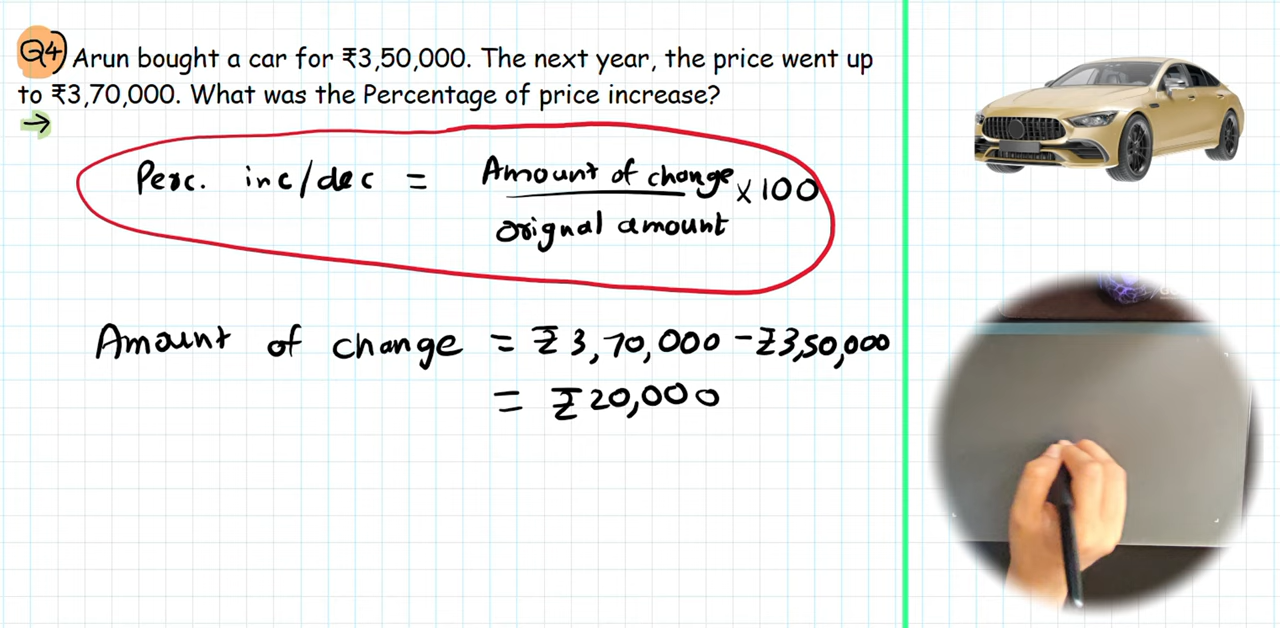 Q4) Arun bought a car for ₹3,50,000. The next year, the price went up
to ₹3,70,000. What was the Percentage of price increase?
→
Perc. inc/dec = Amount of change × 100
orignal amount
Amount of change = ₹3,70,000 - ₹3,50,000
= ₹20,000